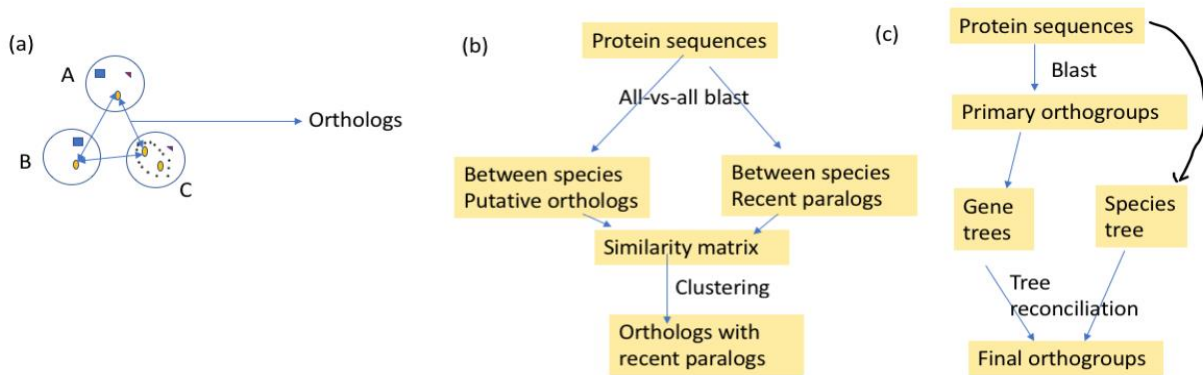 (a)
A
B
C
Orthologs
(b)
Protein sequences
All-vs-all blast
Between species
Putative orthologs
Between species
Recent paralogs
Similarity matrix
Clustering
Orthologs with
recent paralogs
(c)
Protein sequences
Blast
Primary orthogroups
Gene
trees
Species
tree
Tree
reconciliation
Final orthogroups